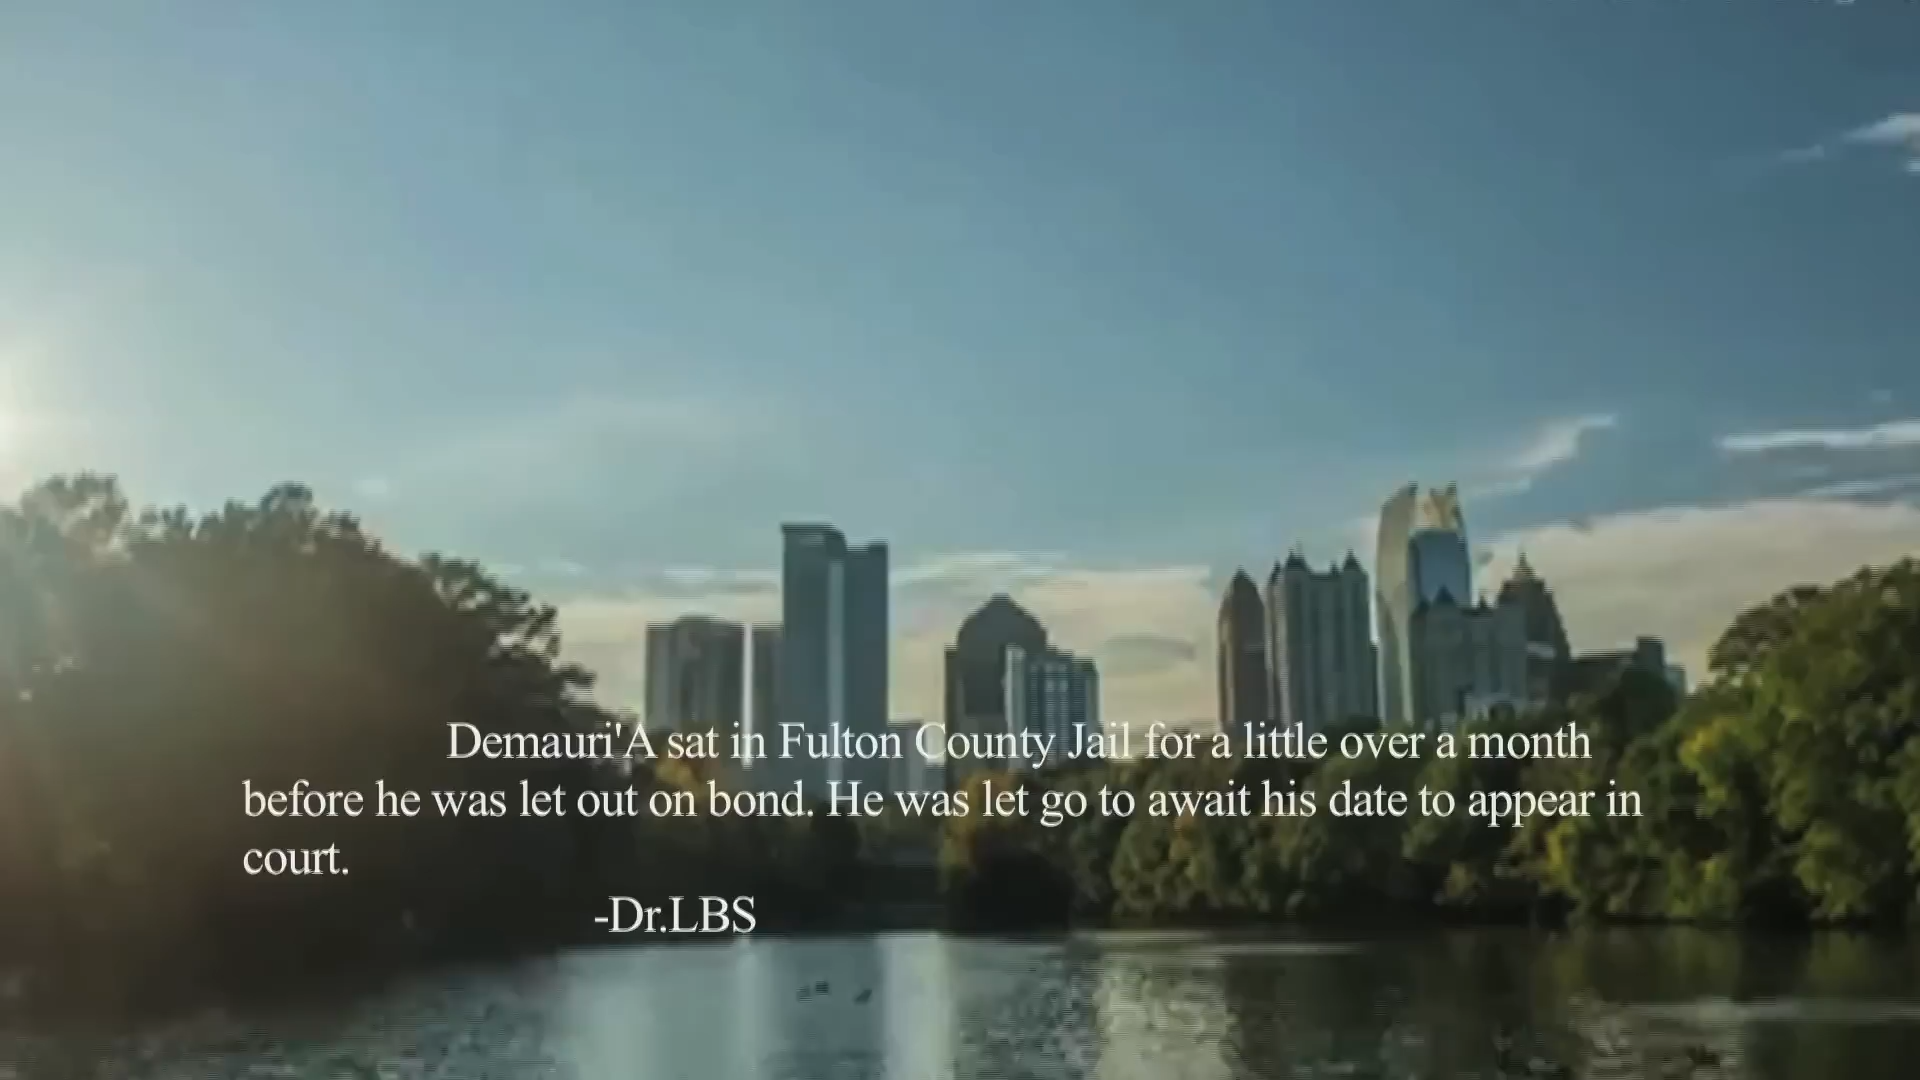 Demauri'A sat in Fulton County Jail for a little over a month
before he was let out on bond. He was let go to await his date to appear in
court.
-Dr.LBS